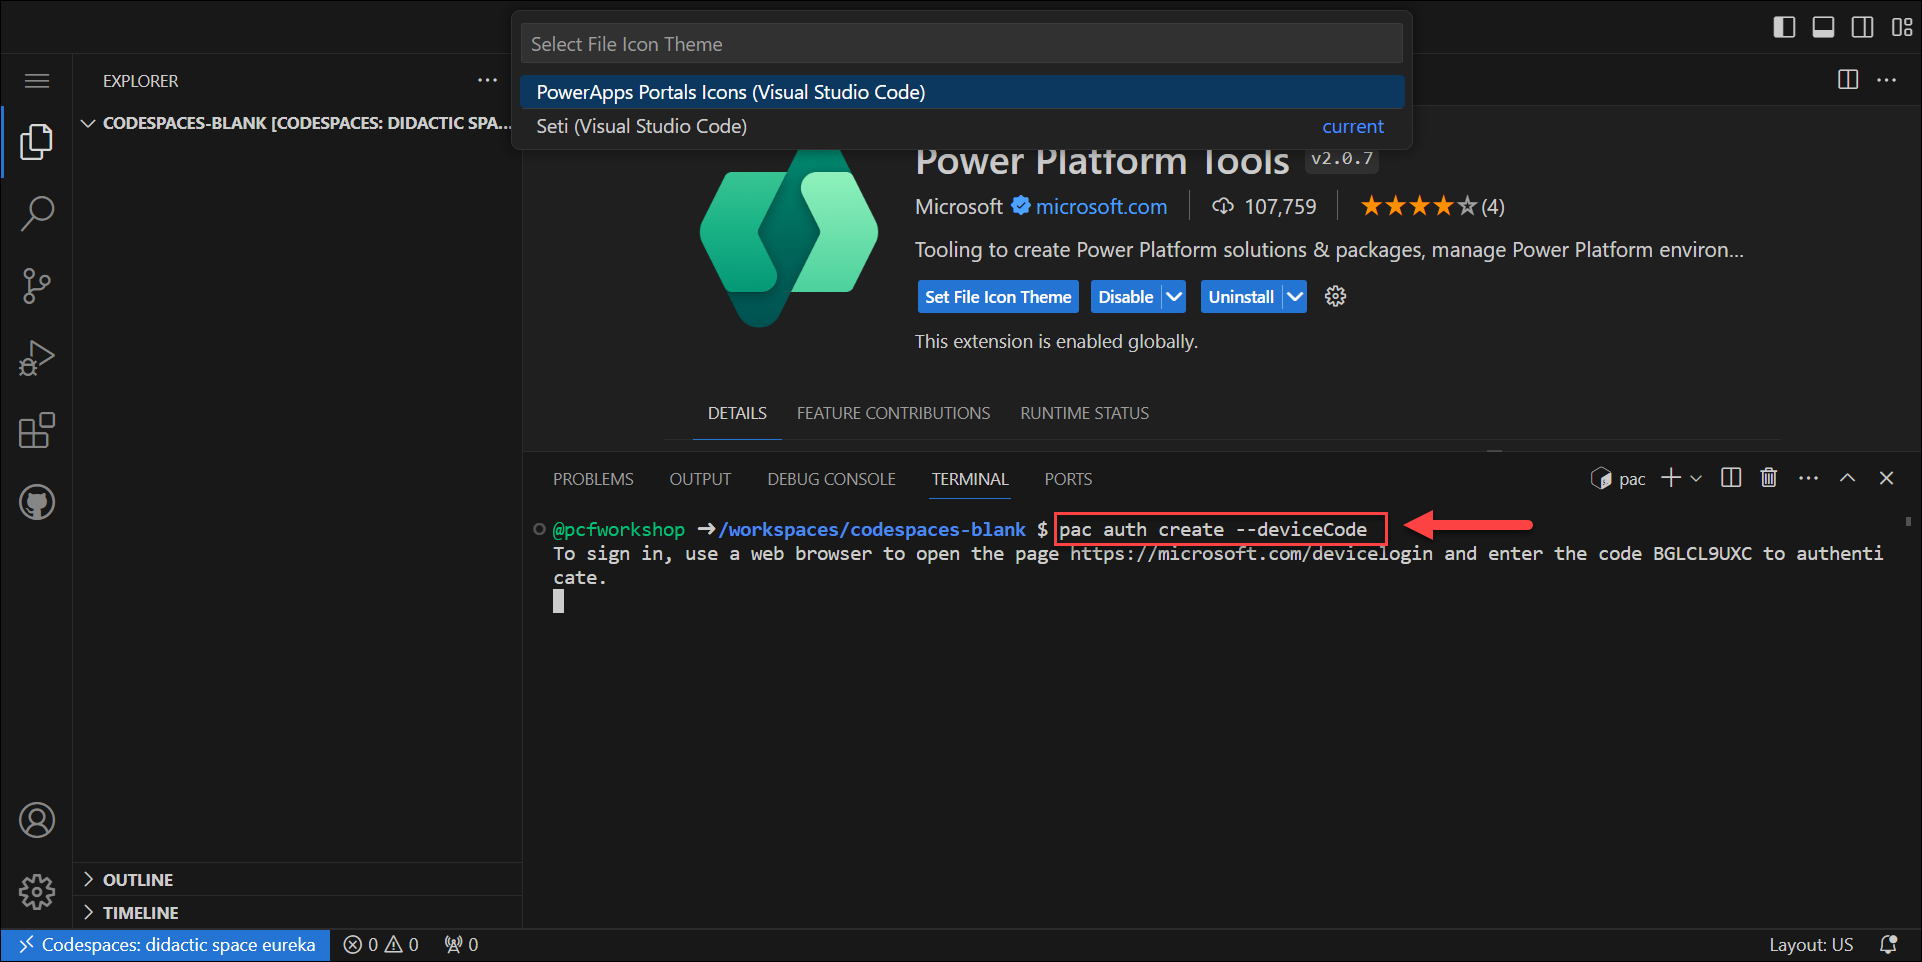 Select File Icon Theme
PowerApps Portals Icons (Visual Studio Code)
Seti (Visual Studio Code) current
EXPLORER
CODESPACES-BLANK [CODESPACES: DIDACTIC SPA...
Power Platform Tools v2.0.7
Microsoft microsoft.com 107,759 (4)
Tooling to create Power Platform solutions & packages, manage Power Platform environ...
Set File Icon Theme Disable Uninstall
This extension is enabled globally.
DETAILS FEATURE CONTRIBUTIONS RUNTIME STATUS
PROBLEMS OUTPUT DEBUG CONSOLE TERMINAL PORTS pac
@pcfworkshop ➜/workspaces/codespaces-blank $ pac auth create --deviceCode
To sign in, use a web browser to open the page https://microsoft.com/devicelogin and enter the code BGLCL9UXC to authenti
cate.
OUTLINE
TIMELINE
Codespaces: didactic space eureka 0 0 0 Layout: US